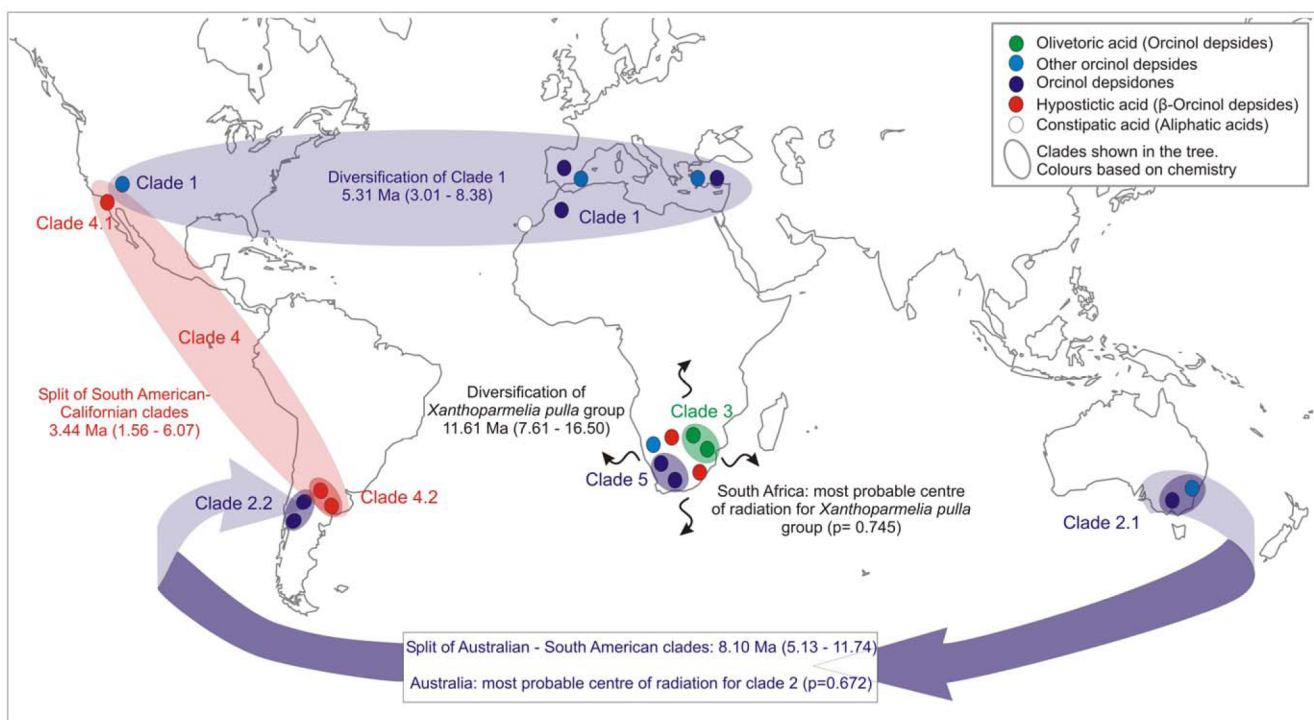 Olivetoric acid (Orcinol depsides)
Other orcinol depsides
Orcinol depsidones
Hypostictic acid (β-Orcinol depsides)
Constipatic acid (Aliphatic acids)
Clades shown in the tree.
Colours based on chemistry
Clade 1
Diversification of Clade 1
5.31 Ma (3.01 - 8.38)
Clade 1
Clade 4.1
Clade 4
Split of South American-
Californian clades
3.44 Ma (1.56 - 6.07)
Diversification of
Xanthoparmelia pulla group
11.61 Ma (7.61 - 16.50)
Clade 3
Clade 5
South Africa: most probable centre
of radiation for Xanthoparmelia pulla
group (p= 0.745)
Clade 2.2
Clade 4.2
Clade 2.1
Split of Australian - South American clades: 8.10 Ma (5.13 - 11.74)
Australia: most probable centre of radiation for clade 2 (p=0.672)